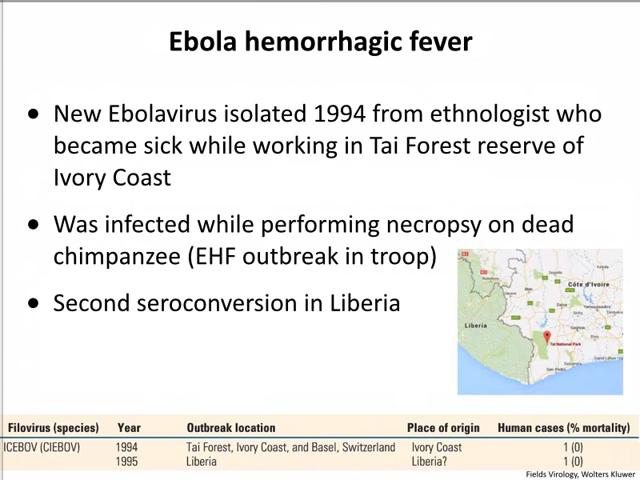 Ebola hemorrhagic fever
• New Ebolavirus isolated 1994 from ethnologist who
became sick while working in Tai Forest reserve of
Ivory Coast
• Was infected while performing necropsy on dead
chimpanzee (EHF outbreak in troop)
• Second seroconversion in Liberia
Côte d'Ivoire
Liberia
Tai National Park
Filovirus (species) Year Outbreak location Place of origin Human cases (% mortality)
ICEBOV (CIEBOV) 1994 Tai Forest, Ivory Coast, and Basel, Switzerland Ivory Coast 1 (0)
1995 Liberia Liberia? 1 (0)
Fields Virology, Wolters Kluwer